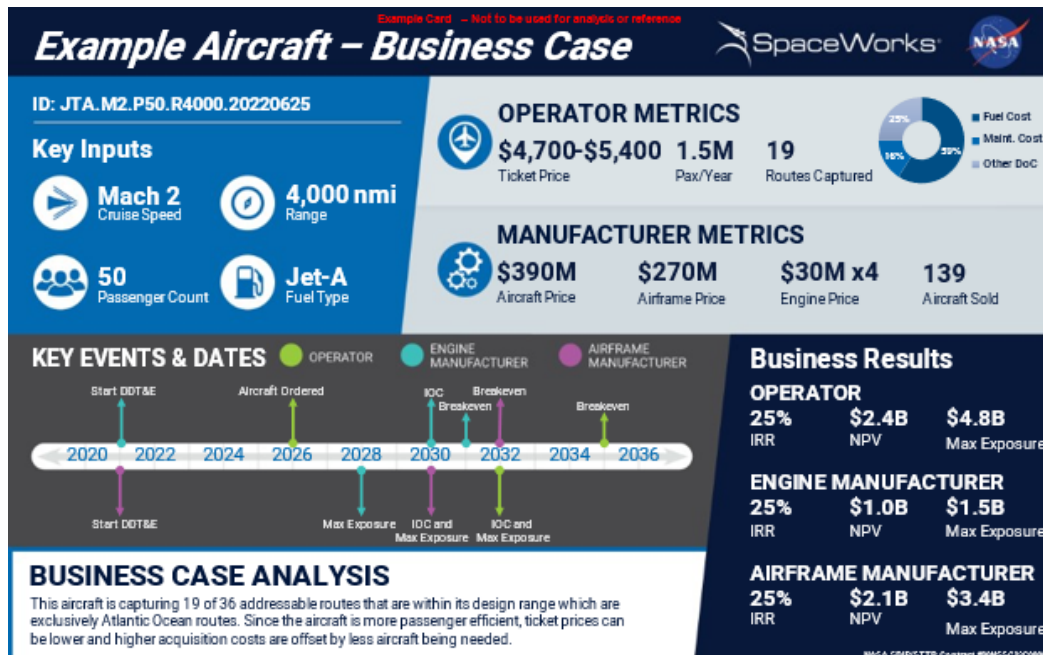 Example Card – Not to be used for analysis or reference
Example Aircraft – Business Case
SpaceWorks
NASA
ID: JTA.M2.P50.R4000.20220625
Key Inputs
Mach 2
Cruise Speed
4,000 nmi
Range
50
Passenger Count
Jet-A
Fuel Type
OPERATOR METRICS
$4,700-$5,400
Ticket Price
1.5M
Pax/Year
19
Routes Captured
25%
16%
59%
Fuel Cost
Maint. Cost
Other DoC
MANUFACTURER METRICS
$390M
Aircraft Price
$270M
Airframe Price
$30M x4
Engine Price
139
Aircraft Sold
KEY EVENTS & DATES
OPERATOR
ENGINE
MANUFACTURER
AIRFRAME
MANUFACTURER
Start DDT&E
Aircraft Ordered
IOC
Breakeven
Breakeven
Breakeven
2020 2022 2024 2026 2028 2030 2032 2034 2036
Start DDT&E
Max Exposure
IOC and
Max Exposure
IOC and
Max Exposure
Business Results
OPERATOR
25%
IRR
$2.4B
NPV
$4.8B
Max Exposure
ENGINE MANUFACTURER
25%
IRR
$1.0B
NPV
$1.5B
Max Exposure
AIRFRAME MANUFACTURER
25%
IRR
$2.1B
NPV
$3.4B
Max Exposure
BUSINESS CASE ANALYSIS
This aircraft is capturing 19 of 36 addressable routes that are within its design range which are
exclusively Atlantic Ocean routes. Since the aircraft is more passenger efficient, ticket prices can
be lower and higher acquisition costs are offset by less aircraft being needed.